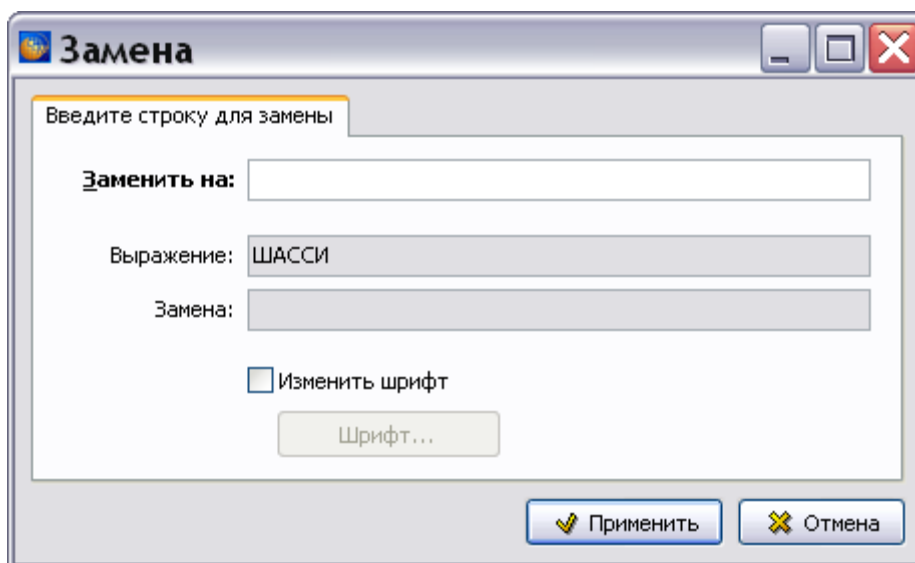 Замена
Введите строку для замены
Заменить на:
Выражение: ШАССИ
Замена:
Изменить шрифт
Шрифт...
Применить Отмена